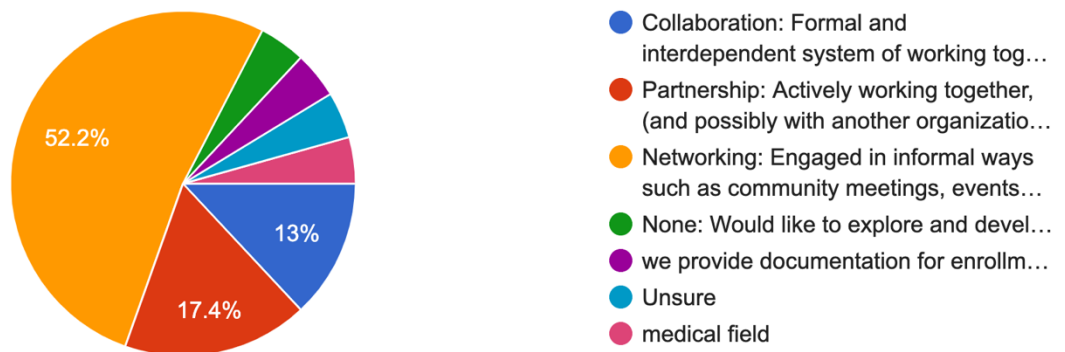 52.2%
13%
17.4%
Collaboration: Formal and
interdependent system of working tog…
Partnership: Actively working together,
(and possibly with another organizatio…
Networking: Engaged in informal ways
such as community meetings, events…
None: Would like to explore and devel…
we provide documentation for enrollm…
Unsure
medical field